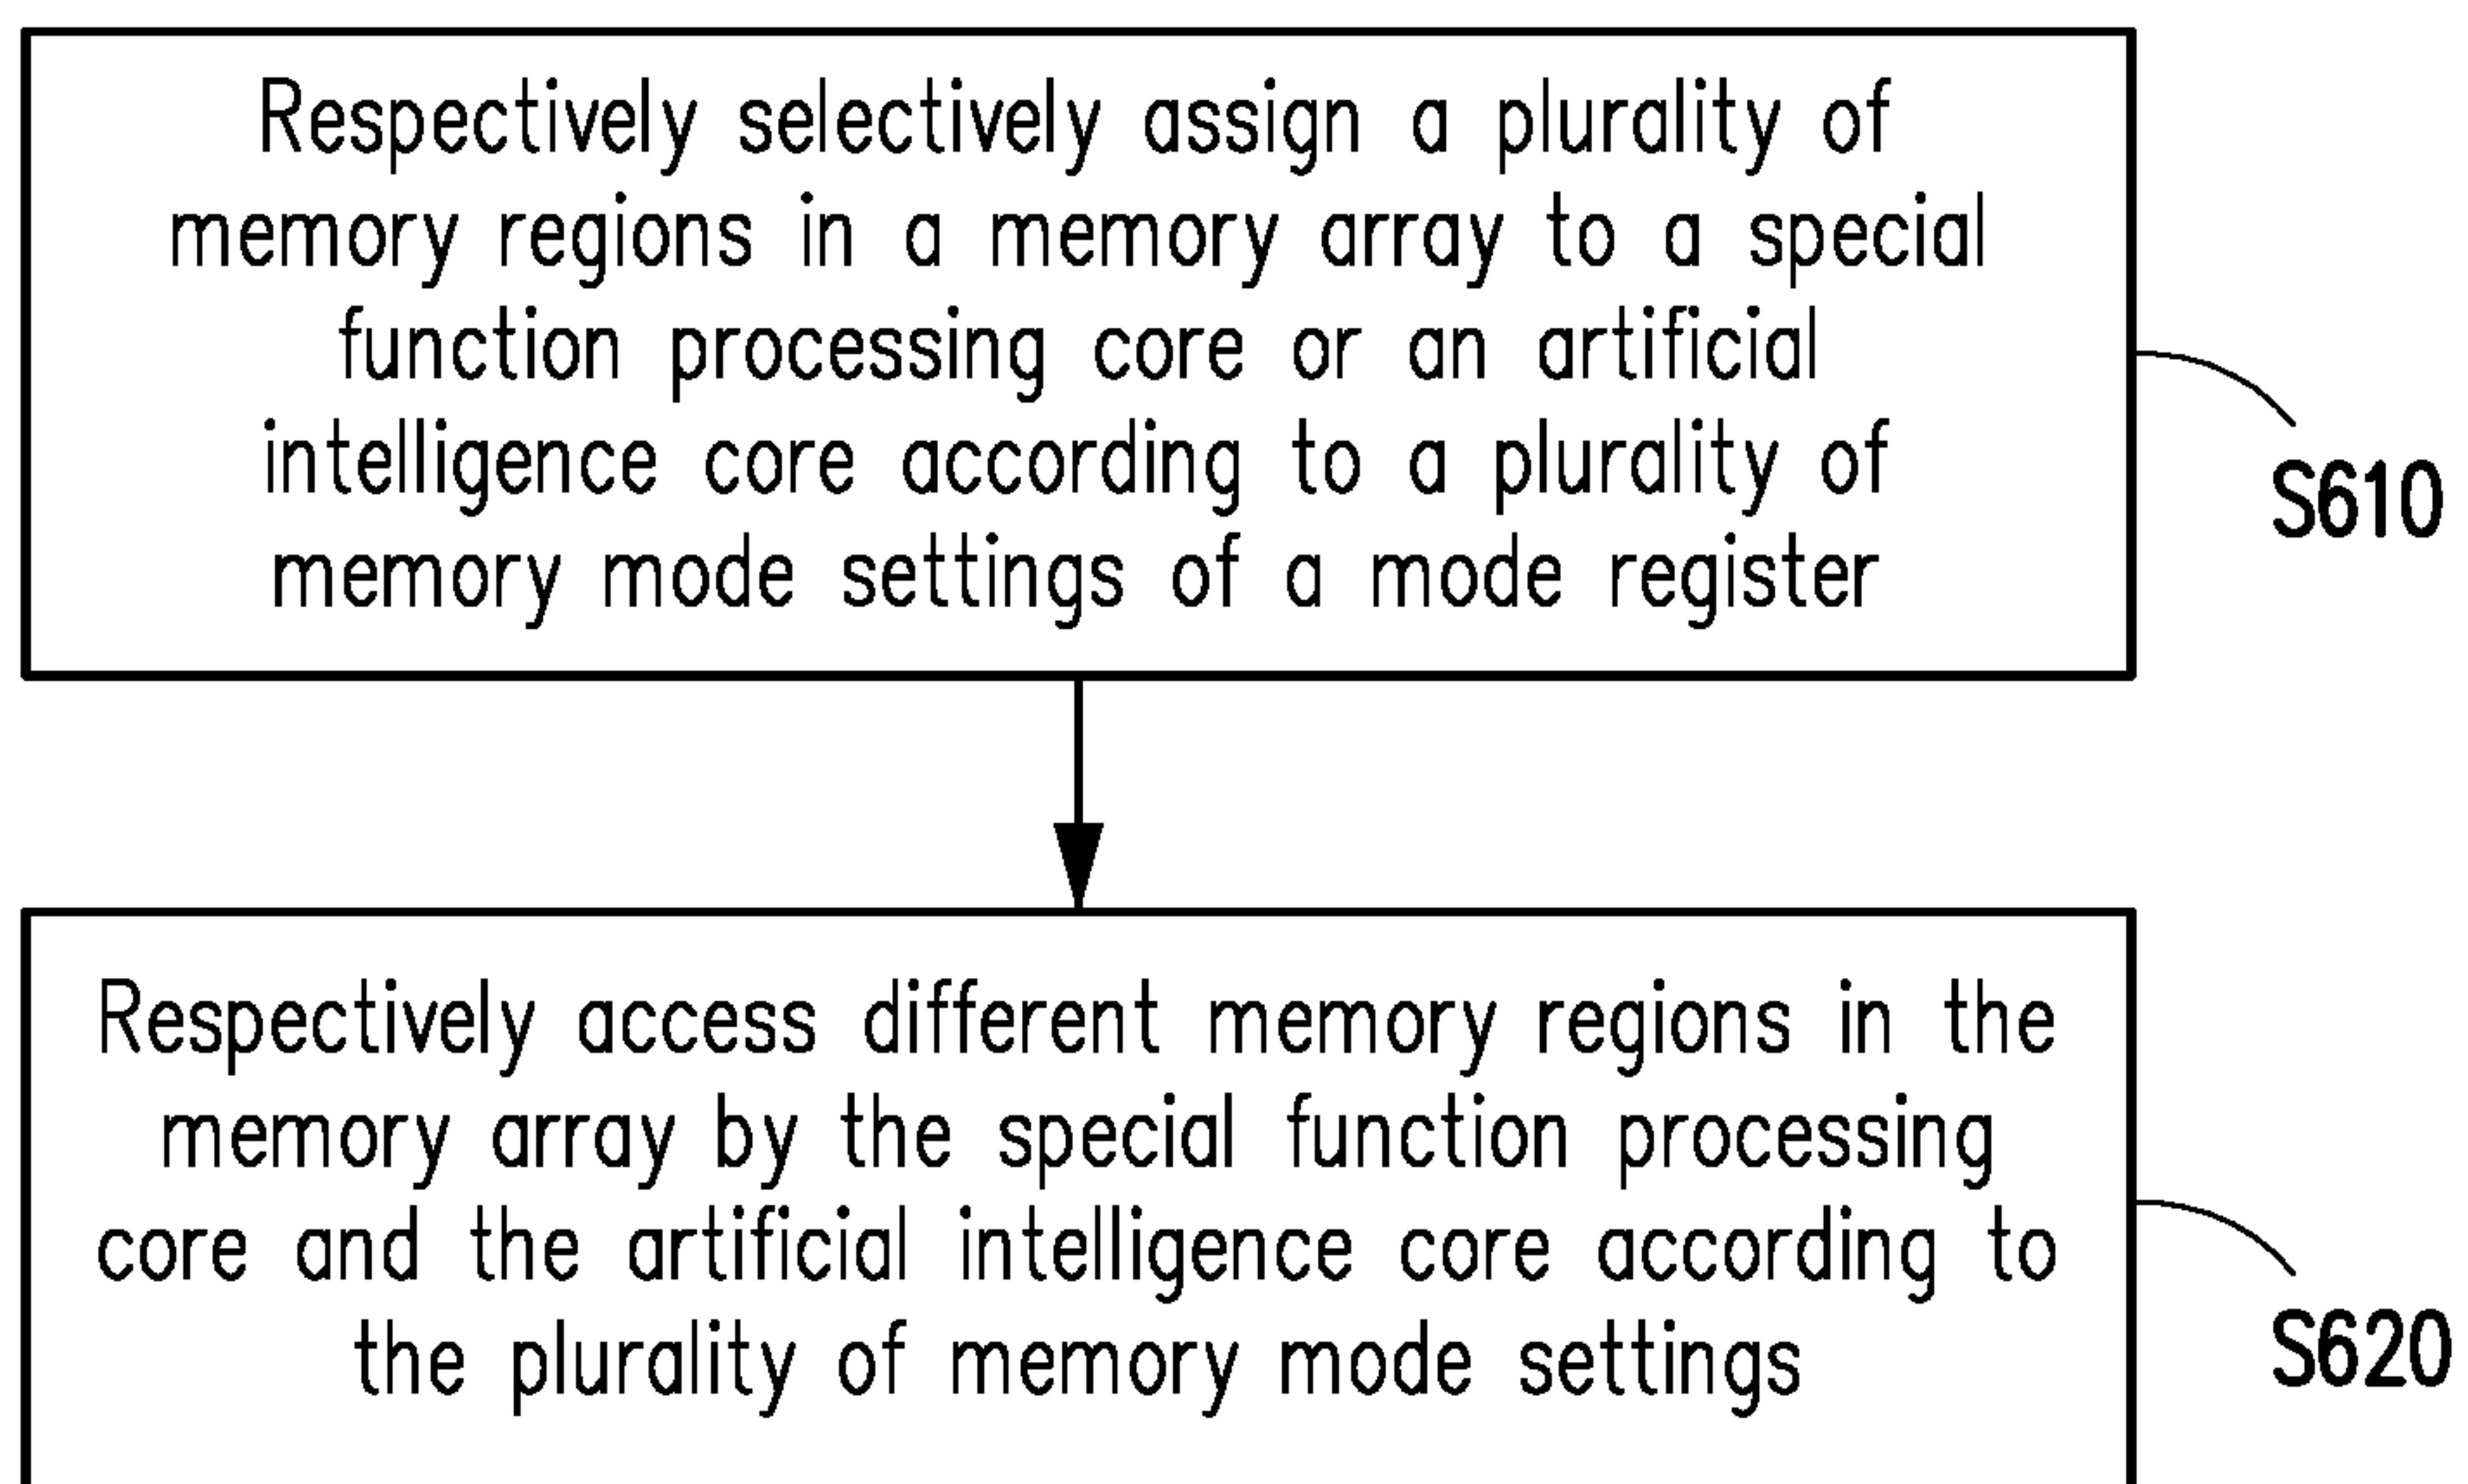 Respectively selectively assign a plurality of
memory regions in a memory array to a special
function processing core or an artificial
intelligence core according to a plurality of
memory mode settings of a mode register
S610
Respectively access different memory regions in the
memory array by the special function processing
core and the artificial intelligence core according to
the plurality of memory mode settings
S620